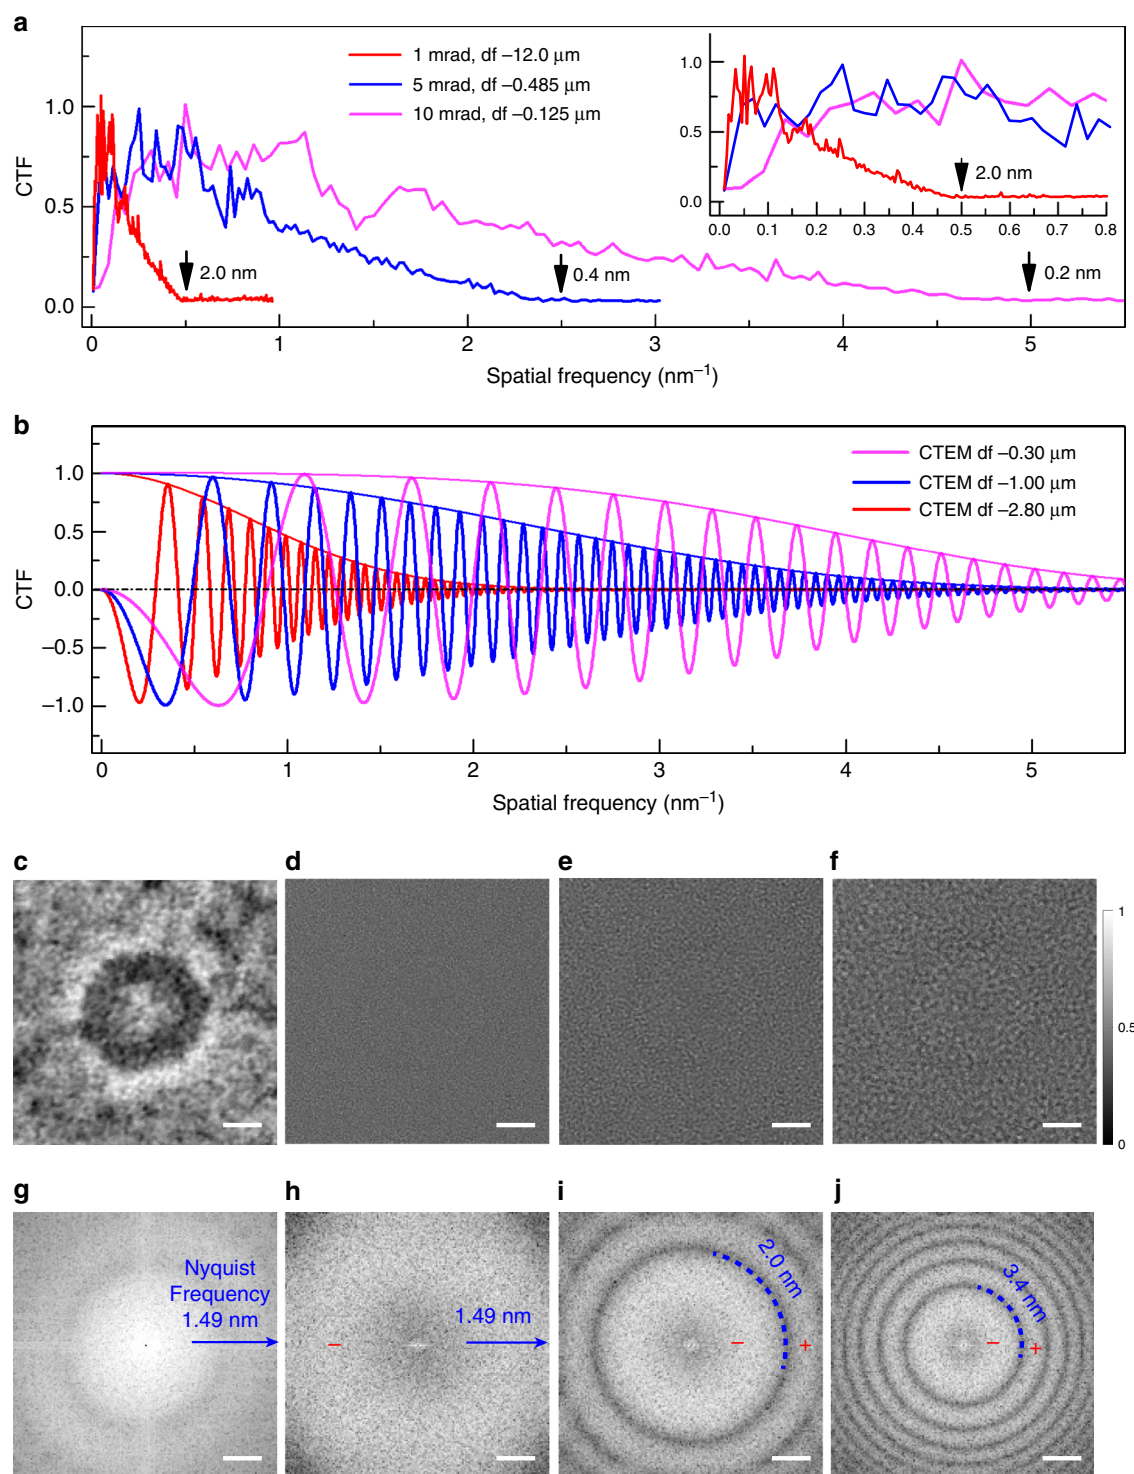 a
1 mrad, df –12.0 μm
5 mrad, df –0.485 μm
10 mrad, df –0.125 μm
CTF
1.0
0.5
0.0
2.0 nm
0.4 nm
0.2 nm
0 1 2 3 4 5
Spatial frequency (nm⁻¹)
1.0
0.5
0.0
2.0 nm
0.0 0.1 0.2 0.3 0.4 0.5 0.6 0.7 0.8
b
CTEM df –0.30 μm
CTEM df –1.00 μm
CTEM df –2.80 μm
CTF
1.0
0.5
0.0
–0.5
–1.0
0 1 2 3 4 5
Spatial frequency (nm⁻¹)
c
d
e
f
1
0.5
0
g
Nyquist
Frequency
1.49 nm
h
–
1.49 nm
i
2.0 nm
– +
j
3.4 nm
– +